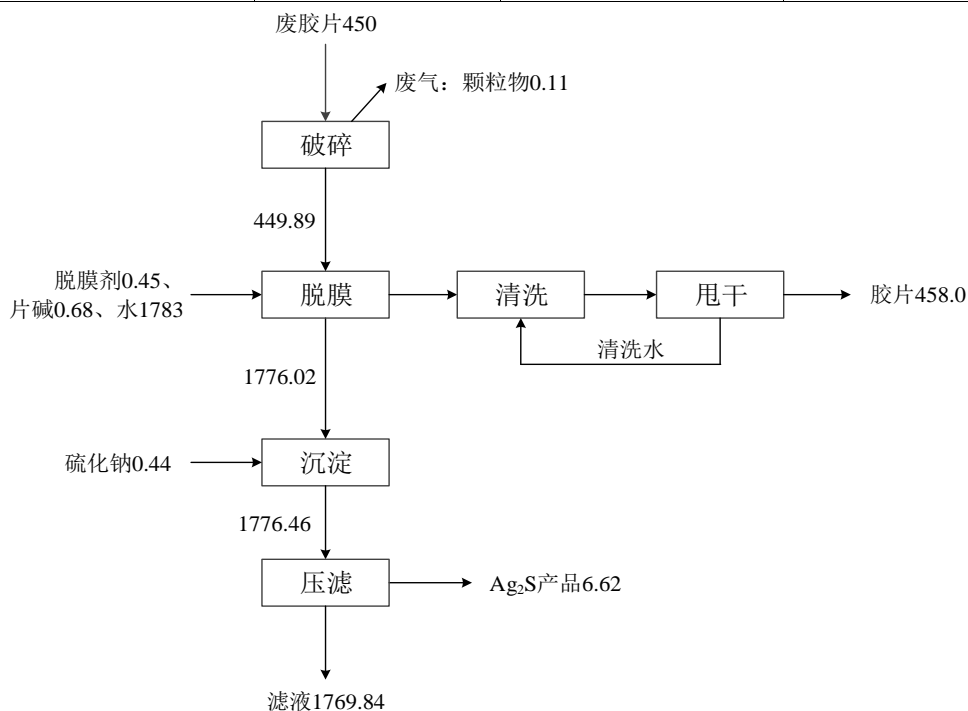 废胶片450
废气：颗粒物0.11
破碎
449.89
脱膜剂0.45、
片碱0.68、水1783
脱膜
清洗
甩干
胶片458.0
清洗水
1776.02
硫化钠0.44
沉淀
1776.46
压滤
Ag₂S产品6.62
滤液1769.84